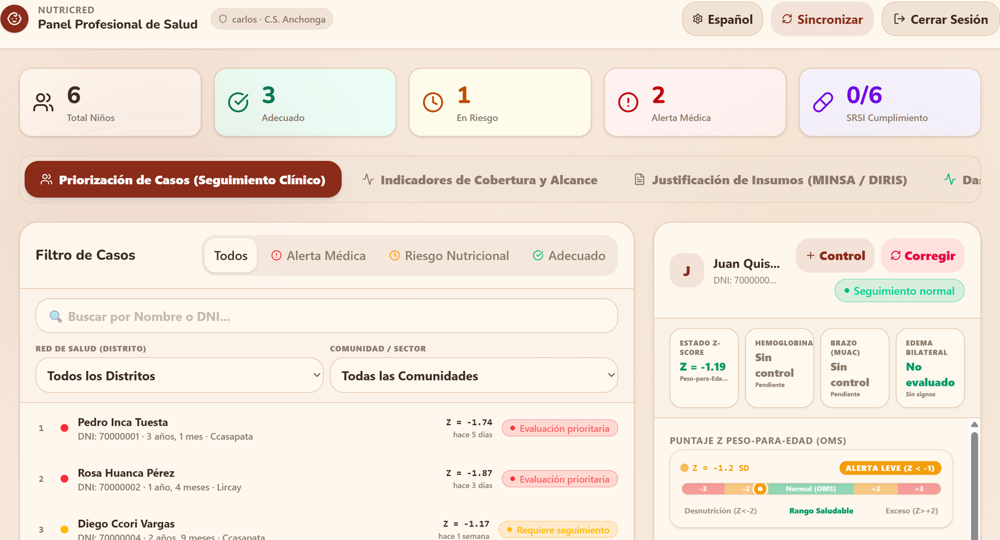 NUTRICRED
Panel Profesional de Salud
carlos · C.S. Anchonga
Español
Sincronizar
Cerrar Sesión
6
Total Niños
3
Adecuado
1
En Riesgo
2
Alerta Médica
0/6
SRSI Cumplimiento
Priorización de Casos (Seguimiento Clínico)
Indicadores de Cobertura y Alcance
Justificación de Insumos (MINSA / DIRIS)
Filtro de Casos
Todos
Alerta Médica
Riesgo Nutricional
Adecuado
Buscar por Nombre o DNI...
RED DE SALUD (DISTRITO)
COMUNIDAD / SECTOR
Todos los Distritos
Todas las Comunidades
1
Pedro Inca Tuesta
DNI: 70000001 · 3 años, 1 mes · Ccasapata
Z = -1.74
hace 5 días
Evaluación prioritaria
2
Rosa Huanca Pérez
DNI: 70000002 · 1 año, 4 meses · Lircay
Z = -1.87
hace 3 días
Evaluación prioritaria
3
Diego Ccori Vargas
DNI: 70000004 · 2 años, 9 meses · Ccasapata
Z = -1.17
hace 1 semana
Requiere seguimiento
J
Juan Quis...
DNI: 7000000...
+ Control
Corregir
Seguimiento normal
ESTADO Z-
SCORE
Z = -1.19
Peso-para-Eda...
HEMOGLOBINA
Sin
control
Pendiente
BRAZO
(MUAC)
Sin
control
Pendiente
EDEMA
BILATERAL
No
evaluado
Sin signos
PUNTAJE Z PESO-PARA-EDAD (OMS)
Z = -1.2 SD
ALERTA LEVE (Z < -1)
-3
-2
Normal (OMS)
+2
+3
Desnutrición (Z<-2)
Rango Saludable
Exceso (Z>+2)